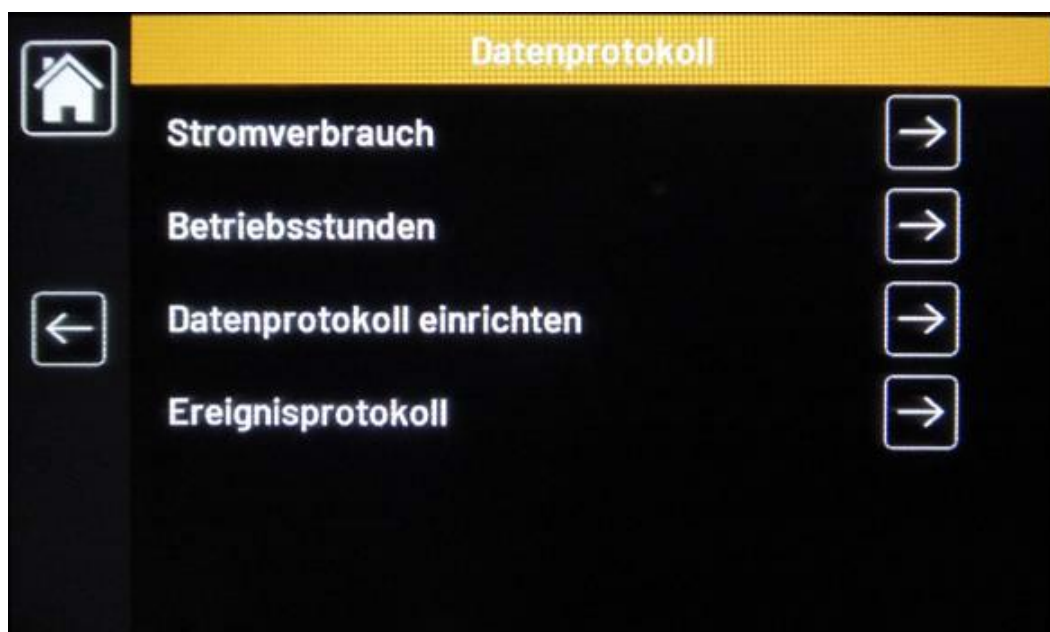 Datenprotokoll
Stromverbrauch
Betriebsstunden
Datenprotokoll einrichten
Ereignisprotokoll